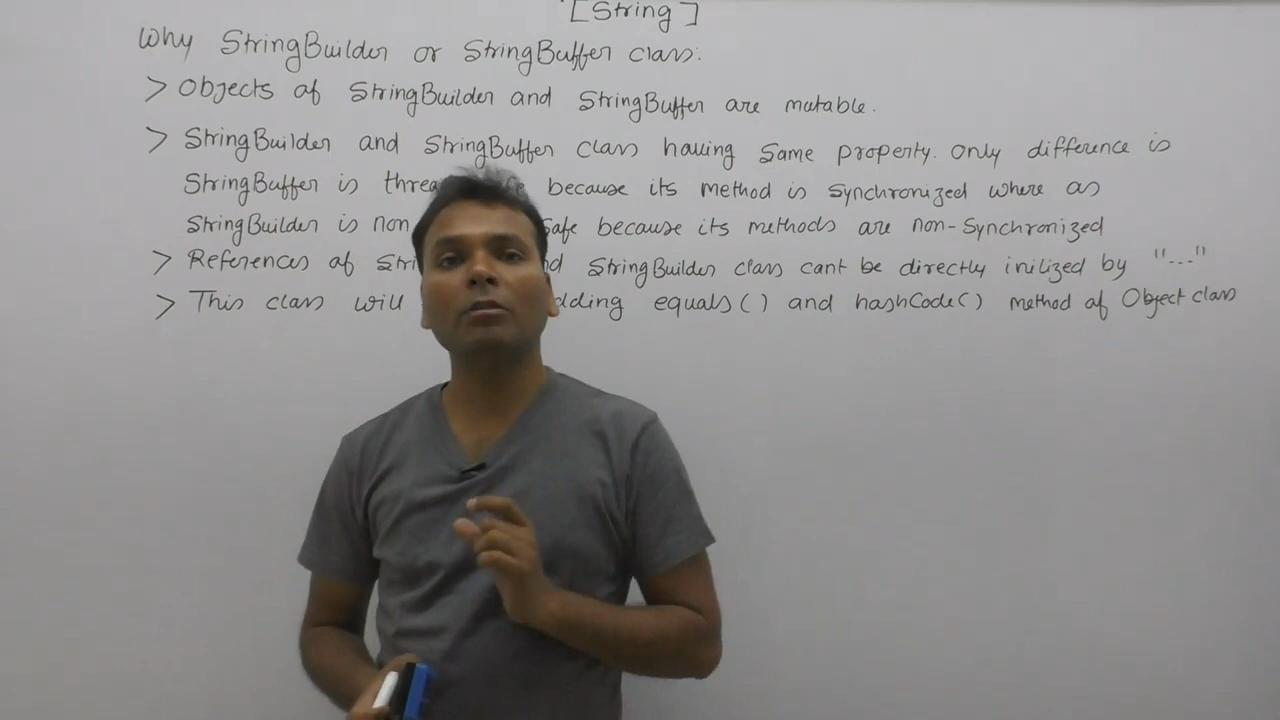 [String]
Why StringBuilder or StringBuffer class:
> Objects of StringBuilder and StringBuffer are mutable.
> StringBuilder and StringBuffer class having same property. Only difference is
StringBuffer is because its method is synchronized where as
StringBuilder is non safe because its methods are non-synchronized
> References of StringBuilder class cant be directly inilized by "..."
> This class will equals() and hashCode() method of Object class